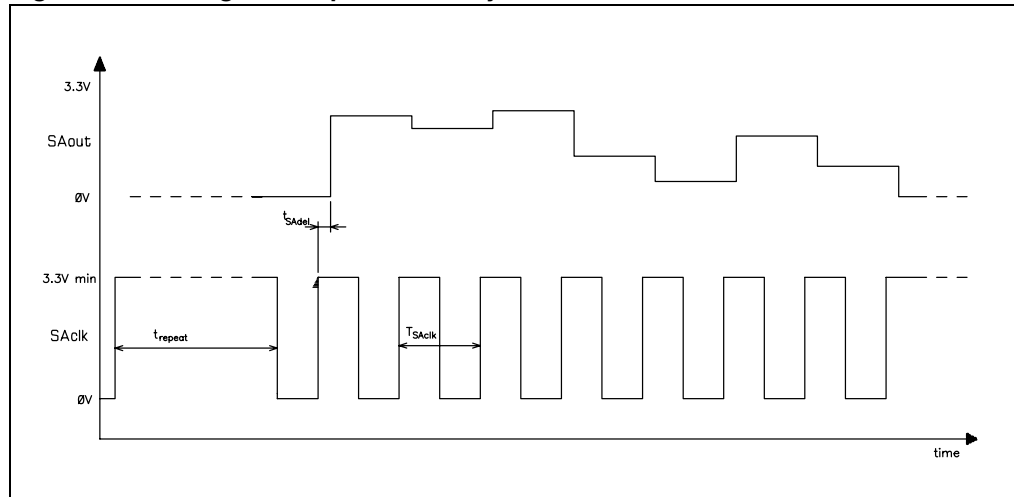 3.3V
SAout
ØV
tSAdel
3.3V min
SAclk
trepeat
TSAclk
ØV
time